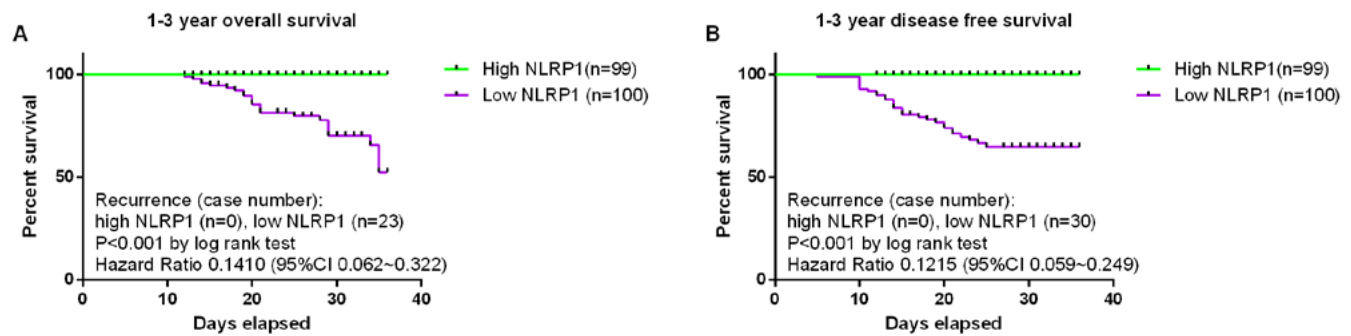 1-3 year overall survival
A
High NLRP1(n=99)
Low NLRP1 (n=100)
Percent survival
100
50
0
Recurrence (case number):
high NLRP1 (n=0), low NLRP1 (n=23)
P<0.001 by log rank test
Hazard Ratio 0.1410 (95%CI 0.062~0.322)
0 10 20 30 40
Days elapsed
1-3 year disease free survival
B
High NLRP1(n=99)
Low NLRP1 (n=100)
Percent survival
100
50
0
Recurrence (case number):
high NLRP1 (n=0), low NLRP1 (n=30)
P<0.001 by log rank test
Hazard Ratio 0.1215 (95%CI 0.059~0.249)
0 10 20 30 40
Days elapsed